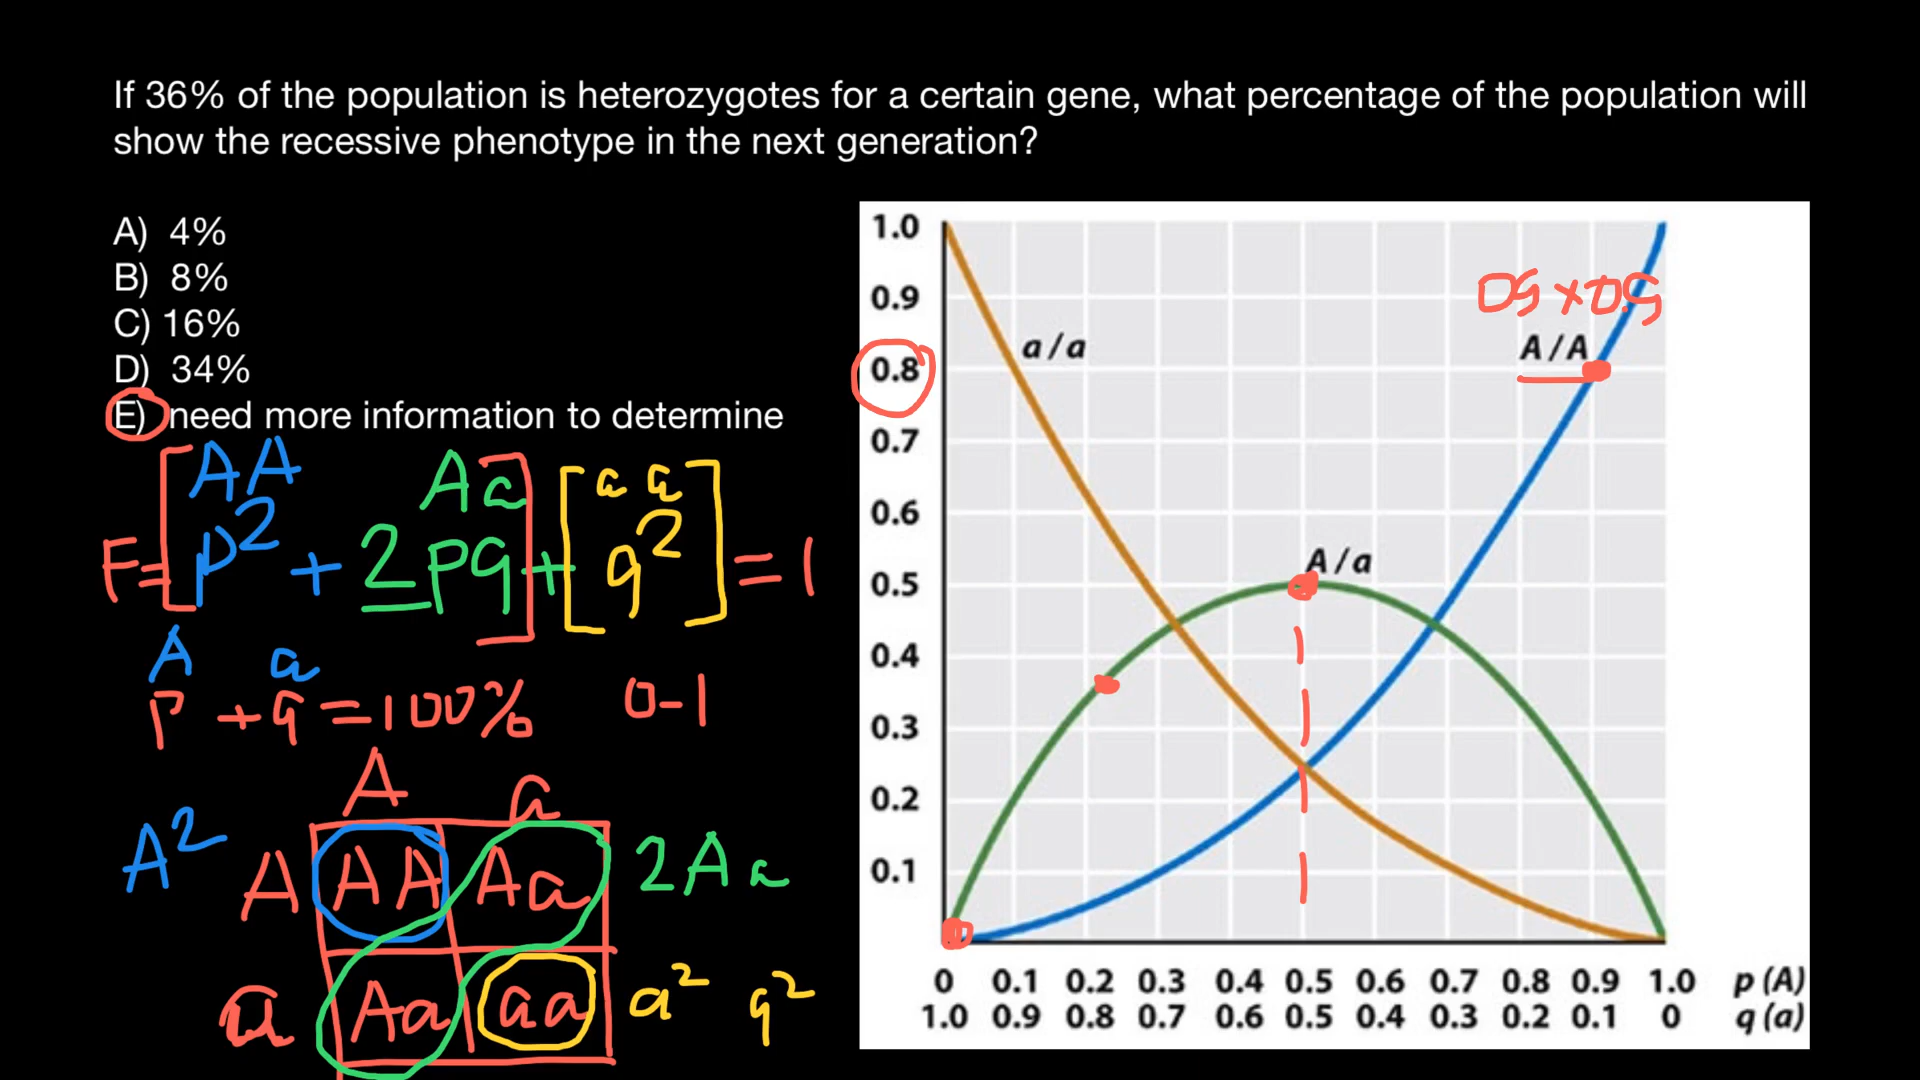 If 36% of the population is heterozygotes for a certain gene, what percentage of the population will
show the recessive phenotype in the next generation?
A) 4%
B) 8%
C) 16%
D) 34%
E) need more information to determine
AA Aa aa
F= [p² + 2pq] + [q²] = 1
A a
P + q = 100% 0-1
A a
A² A AA Aa 2Aa
a Aa aa a² q²
1.0
0.9
50x50
a/a A/A
0.8
0.7
0.6
A/a
0.5
0.4
0.3
0.2
0.1
0 0.1 0.2 0.3 0.4 0.5 0.6 0.7 0.8 0.9 1.0 p (A)
1.0 0.9 0.8 0.7 0.6 0.5 0.4 0.3 0.2 0.1 0 q (a)